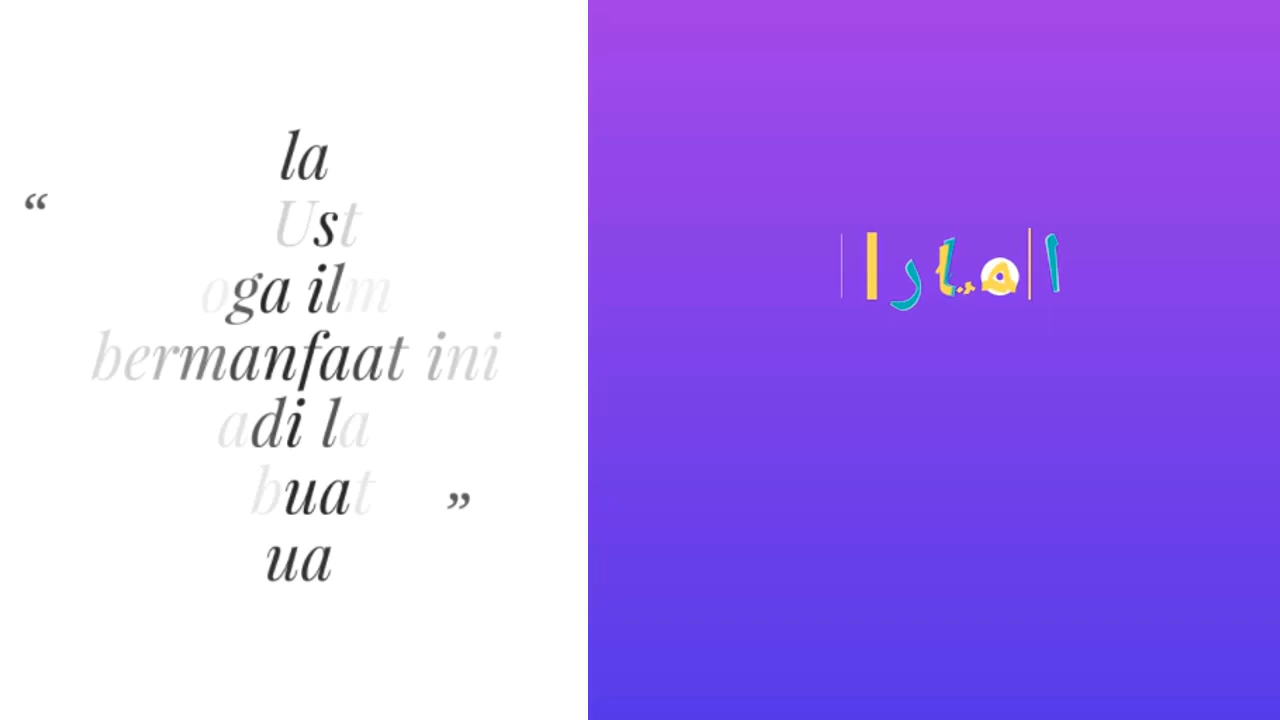 “
la
Ust
oga ilm
bermanfaat ini
adi la
buat
”
ua